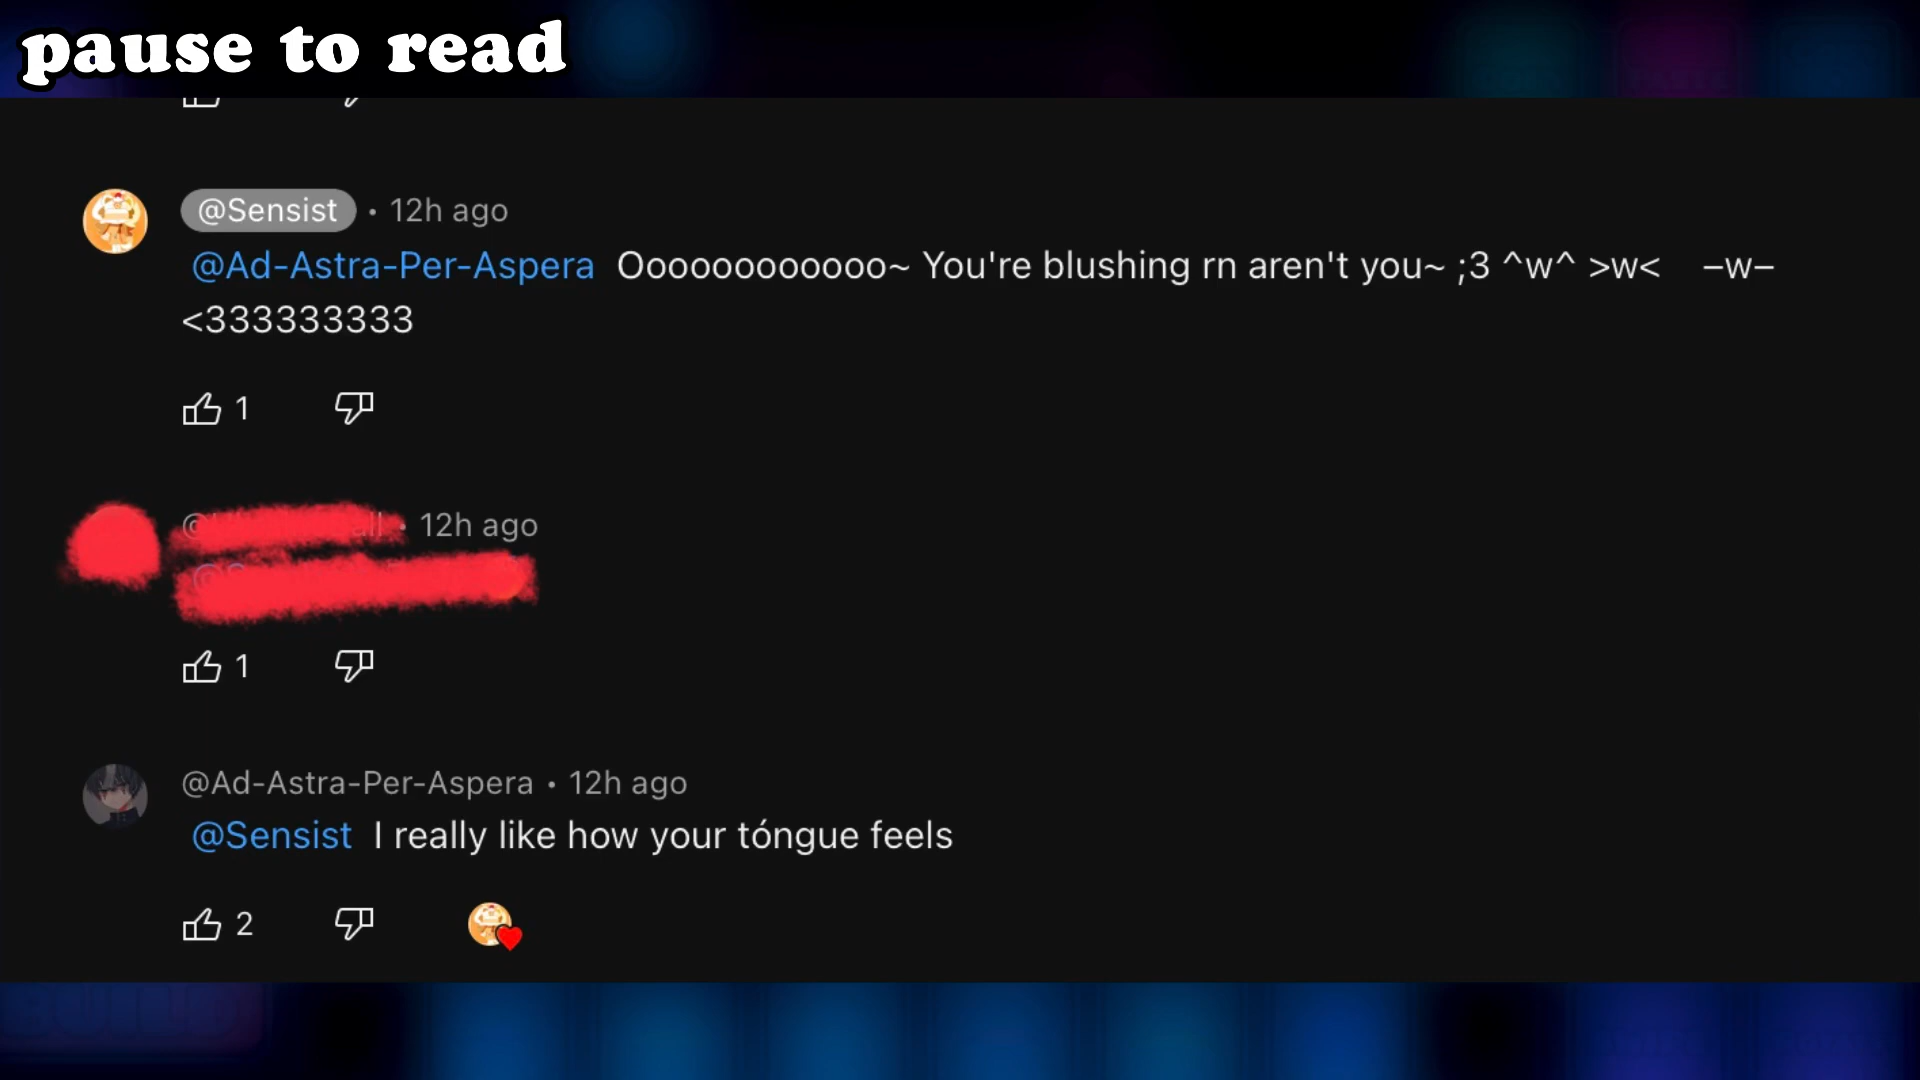 pause to read
@Sensist • 12h ago
@Ad-Astra-Per-Aspera Oooooooooooo~ You're blushing rn aren't you~ ;3 ^w^ >w< –w–
<333333333
1
12h ago
1
@Ad-Astra-Per-Aspera • 12h ago
@Sensist I really like how your tóngue feels
2